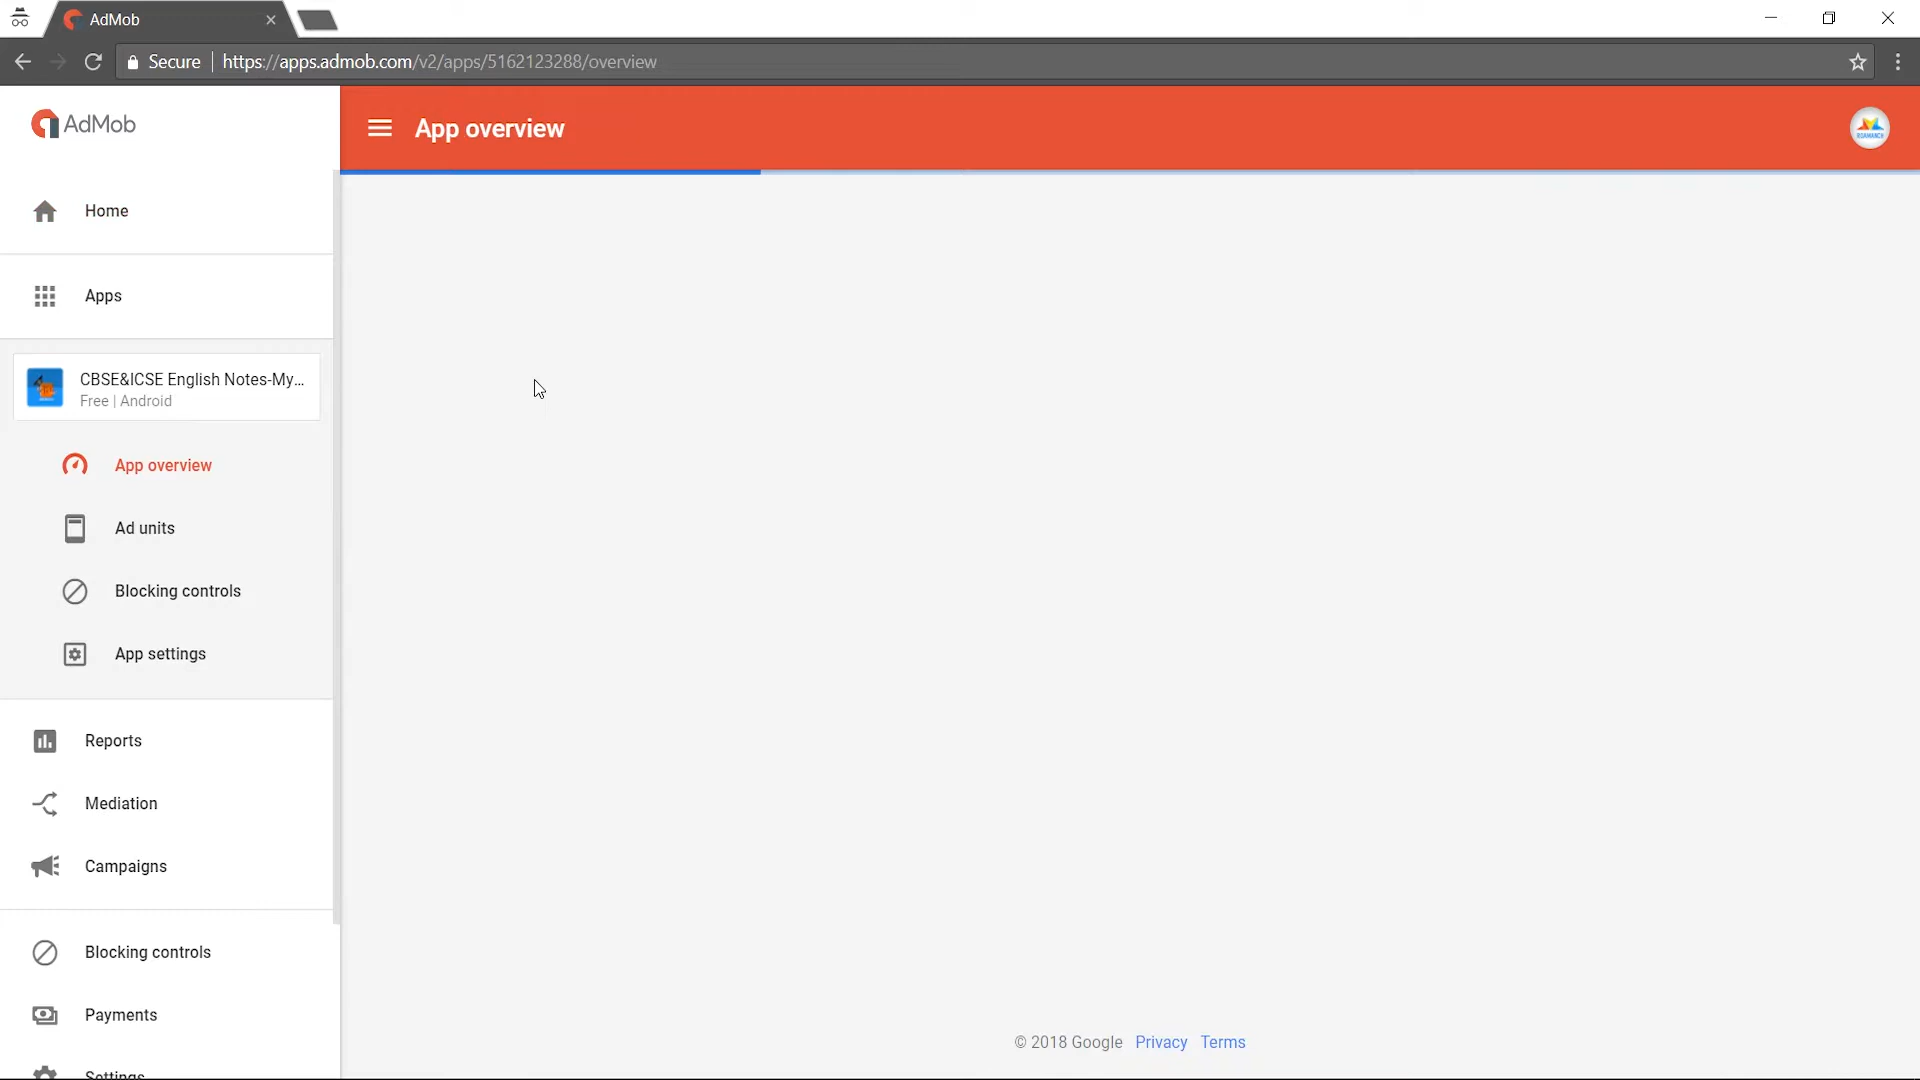 AdMob
Secure
https://apps.admob.com/v2/apps/5162123288/overview
AdMob
App overview
Home
Apps
CBSE&ICSE English Notes-My...
Free | Android
App overview
Ad units
Blocking controls
App settings
Reports
Mediation
Campaigns
Blocking controls
Payments
Settings
© 2018 Google Privacy Terms